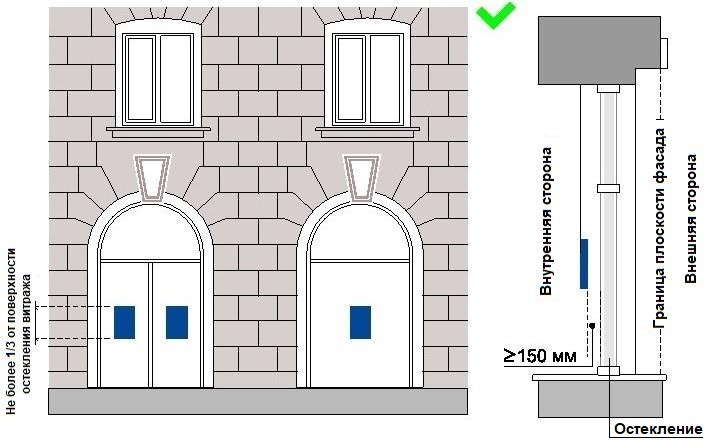 Не более 1/3 от поверхности
остекления витража
Внутренняя сторона
Граница плоскости фасада
Внешняя сторона
≥150 мм
Остекление